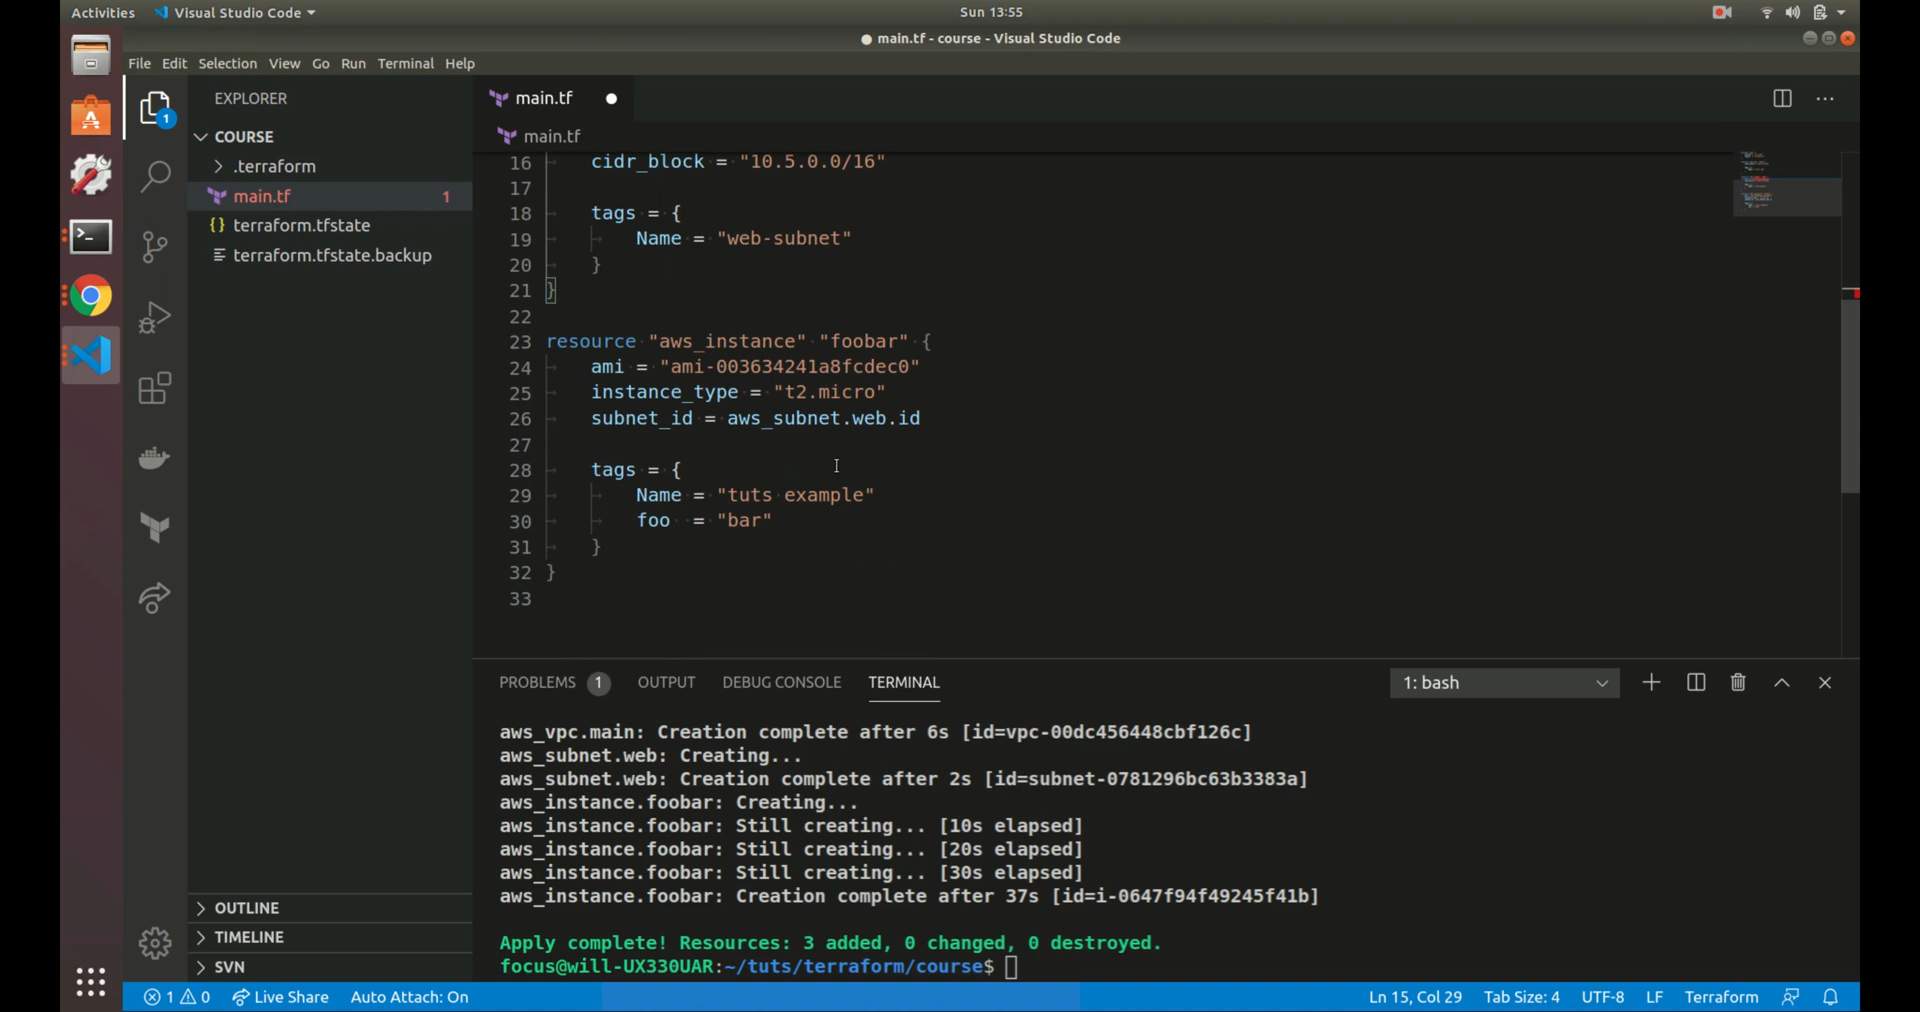 Activities
Visual Studio Code
Sun 13:55
● main.tf - course - Visual Studio Code
File Edit Selection View Go Run Terminal Help
EXPLORER
COURSE
.terraform
main.tf 1
terraform.tfstate
terraform.tfstate.backup
OUTLINE
TIMELINE
SVN
1
main.tf
main.tf
16 cidr_block = "10.5.0.0/16"
17
18 tags = {
19 Name = "web-subnet"
20 }
21 }
22
23 resource "aws_instance" "foobar" {
24 ami = "ami-003634241a8fcdec0"
25 instance_type = "t2.micro"
26 subnet_id = aws_subnet.web.id
27
28 tags = {
29 Name = "tuts example"
30 foo = "bar"
31 }
32 }
33
PROBLEMS 1 OUTPUT DEBUG CONSOLE TERMINAL
1: bash
aws_vpc.main: Creation complete after 6s [id=vpc-00dc456448cbf126c]
aws_subnet.web: Creating...
aws_subnet.web: Creation complete after 2s [id=subnet-0781296bc63b3383a]
aws_instance.foobar: Creating...
aws_instance.foobar: Still creating... [10s elapsed]
aws_instance.foobar: Still creating... [20s elapsed]
aws_instance.foobar: Still creating... [30s elapsed]
aws_instance.foobar: Creation complete after 37s [id=i-0647f94f49245f41b]
Apply complete! Resources: 3 added, 0 changed, 0 destroyed.
focus@will-UX330UAR:~/tuts/terraform/course$
1 0 Live Share Auto Attach: On
Ln 15, Col 29 Tab Size: 4 UTF-8 LF Terraform